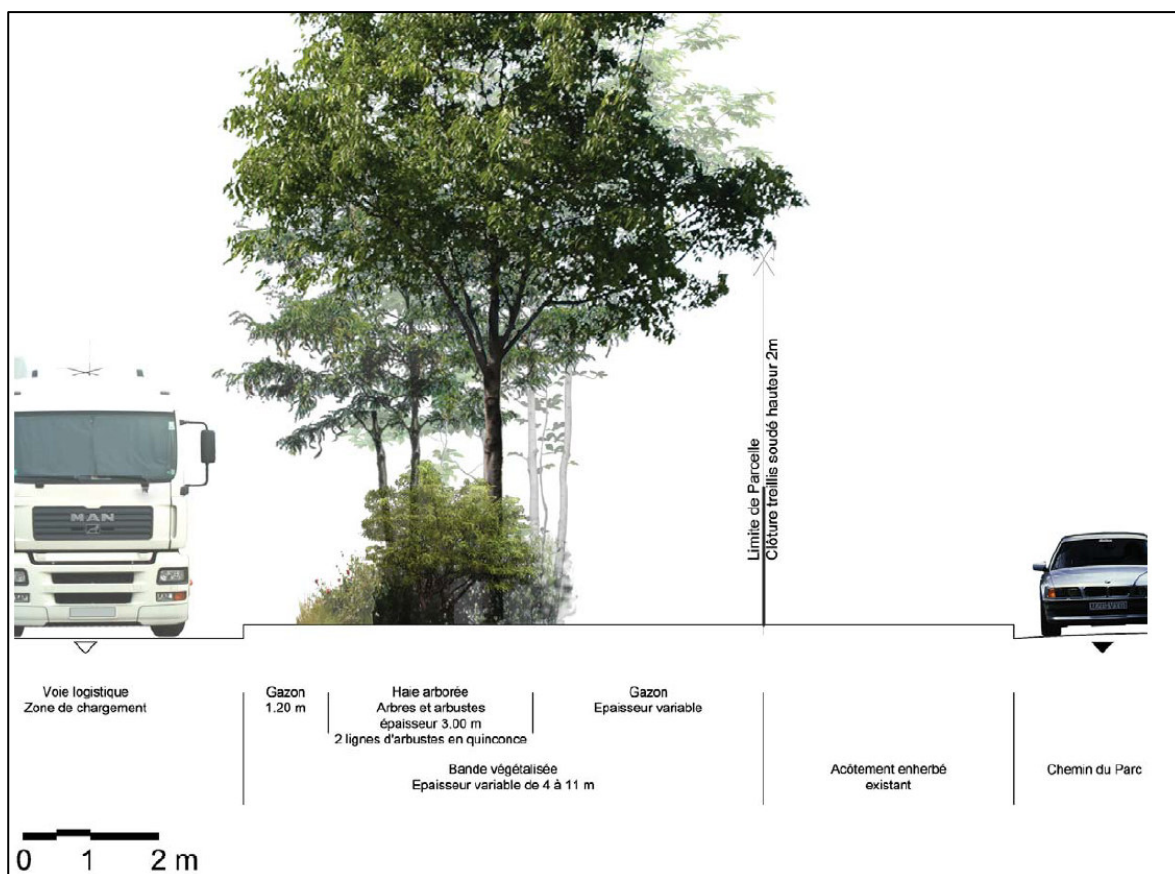 MAN
Limite de Parcelle
Clôture treillis soudé hauteur 2m
Voie logistique
Zone de chargement
Gazon
1.20 m
Haie arborée
Arbres et arbustes
épaisseur 3.00 m
2 lignes d'arbustes en quinconce
Gazon
Epaisseur variable
Bande végétalisée
Epaisseur variable de 4 à 11 m
Acôtement enherbé
existant
Chemin du Parc
0 1 2 m